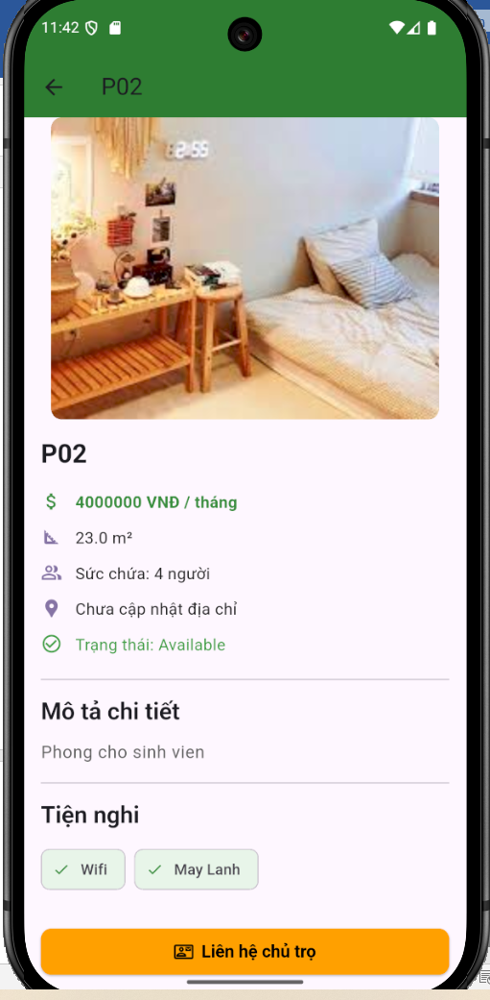 11:42
P02
12:55
P02
4000000 VNĐ / tháng
23.0 m²
Sức chứa: 4 người
Chưa cập nhật địa chỉ
Trạng thái: Available
Mô tả chi tiết
Phong cho sinh vien
Tiện nghi
Wifi
May Lanh
Liên hệ chủ trọ